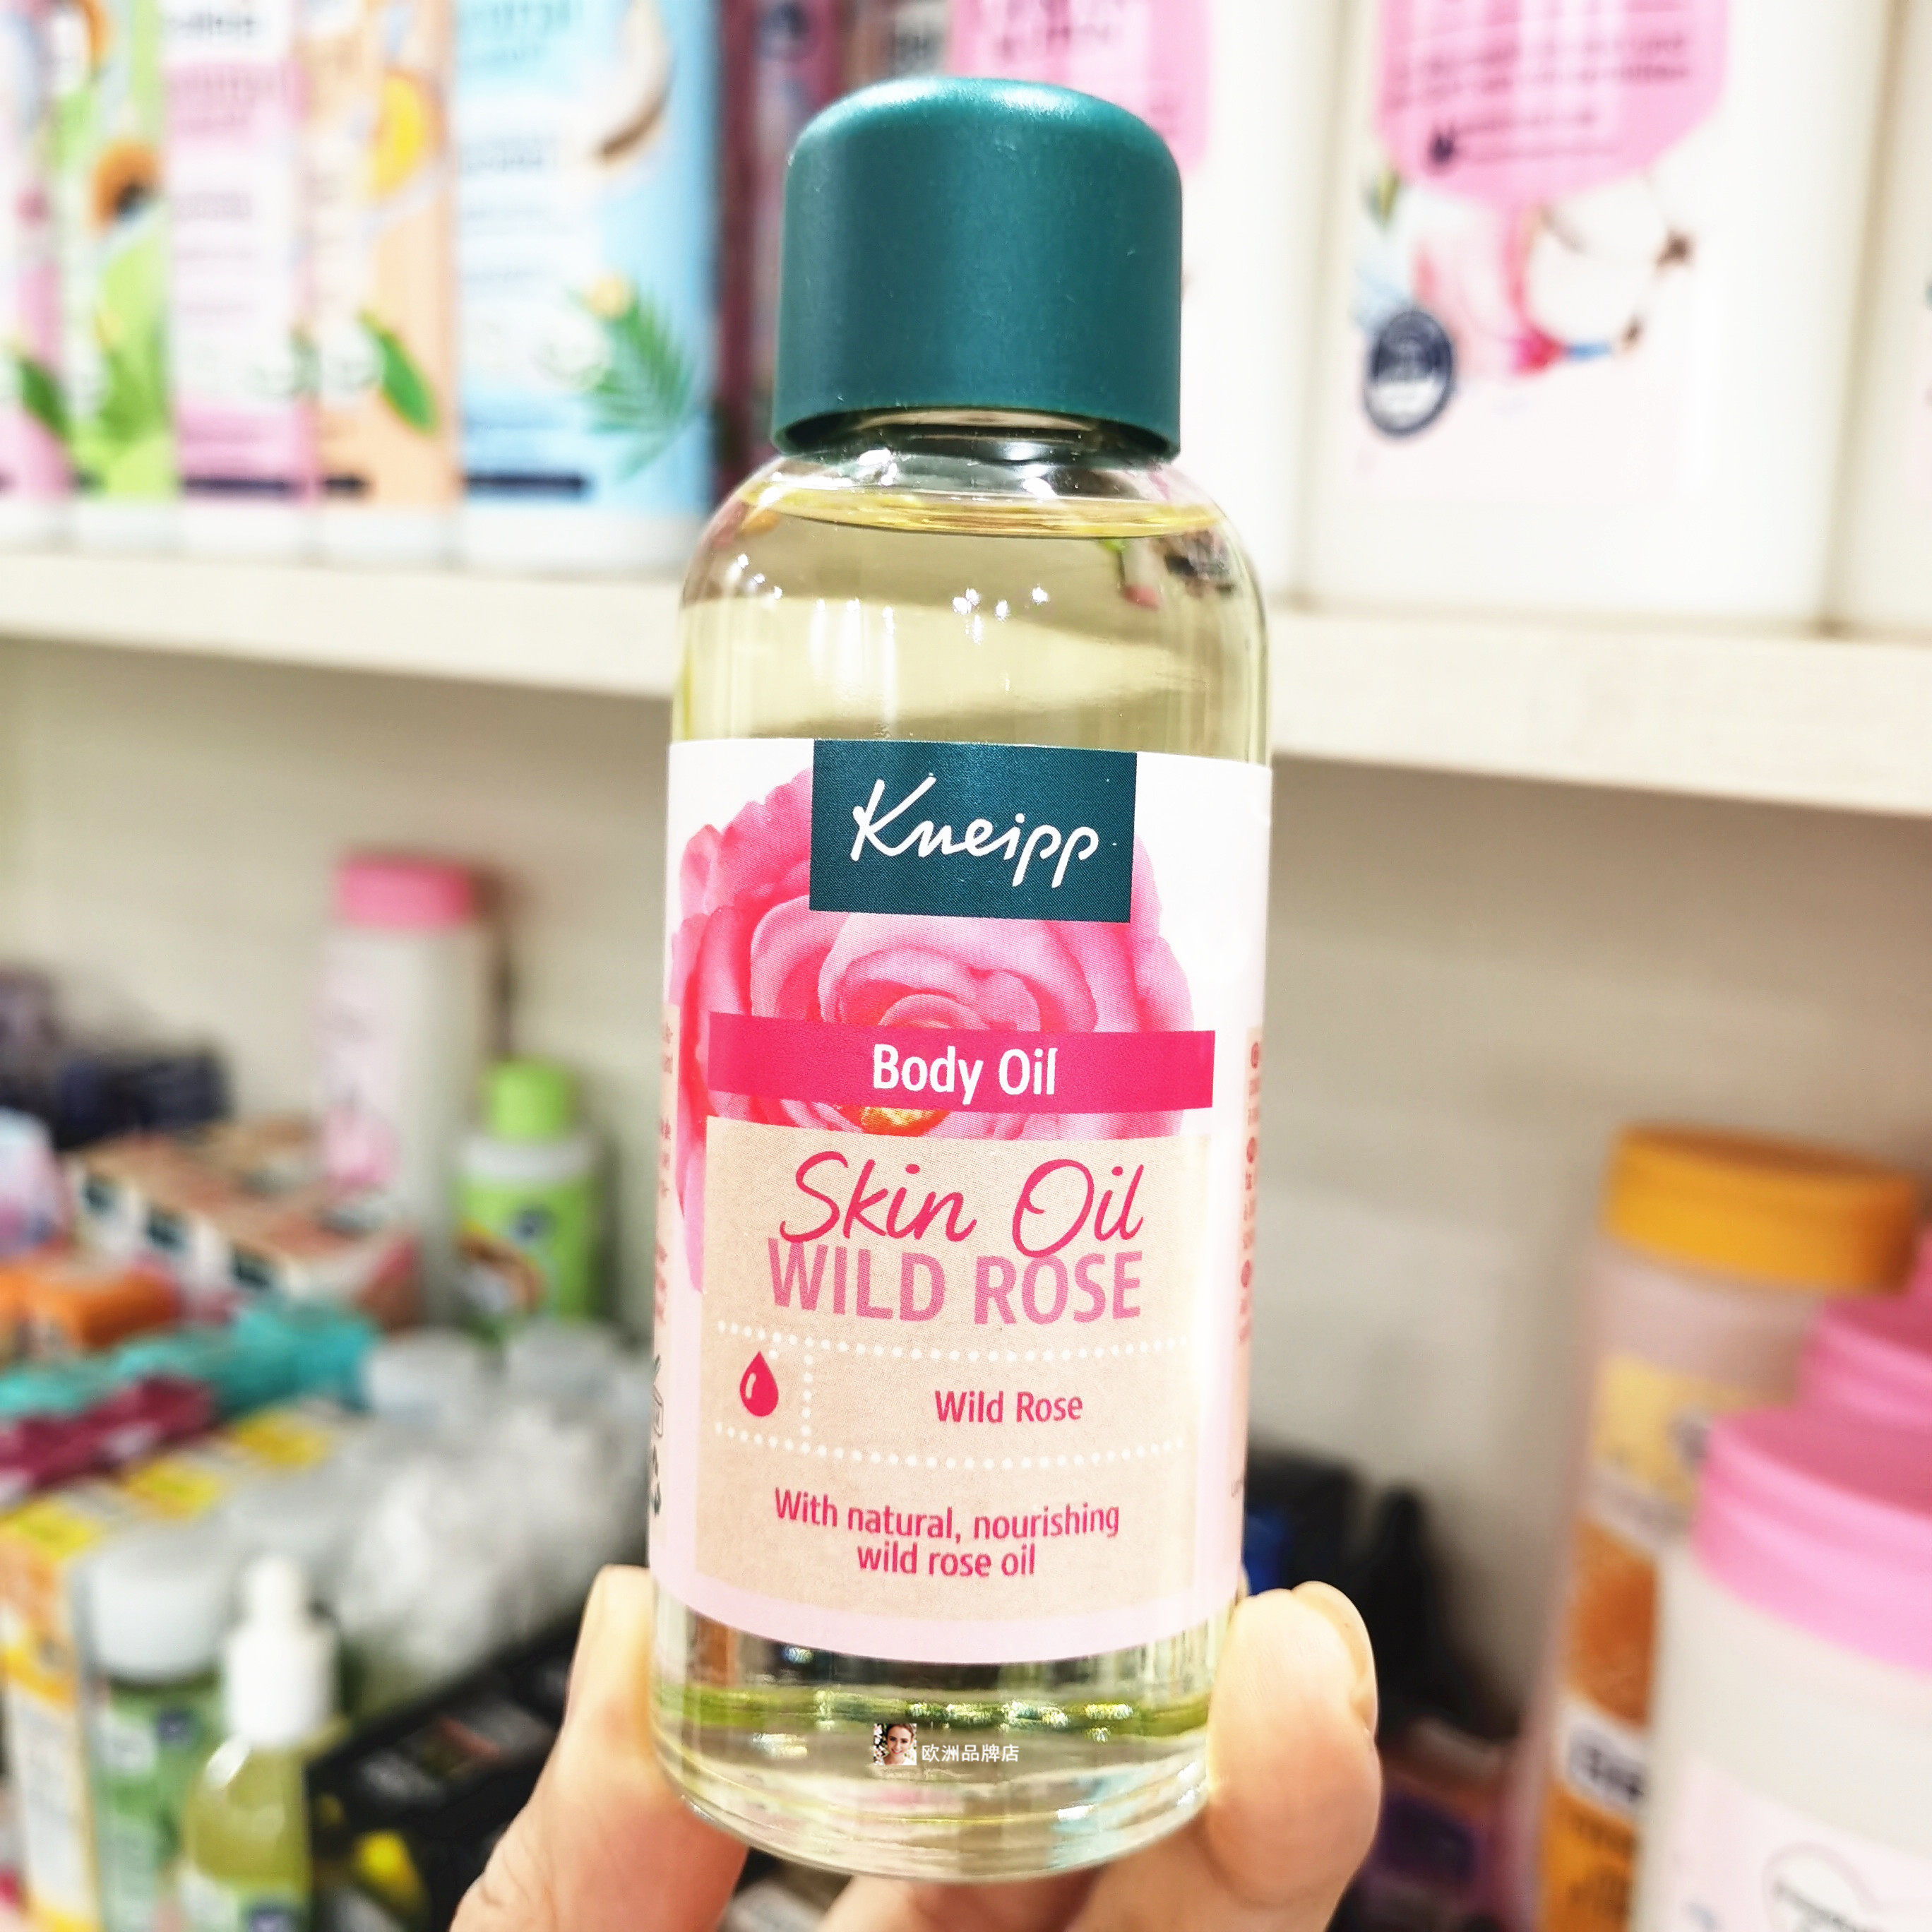 Kneipp
Body Oil
Skin Oil
WILD ROSE
Wild Rose
With natural, nourishing
wild rose oil
欧洲品牌店